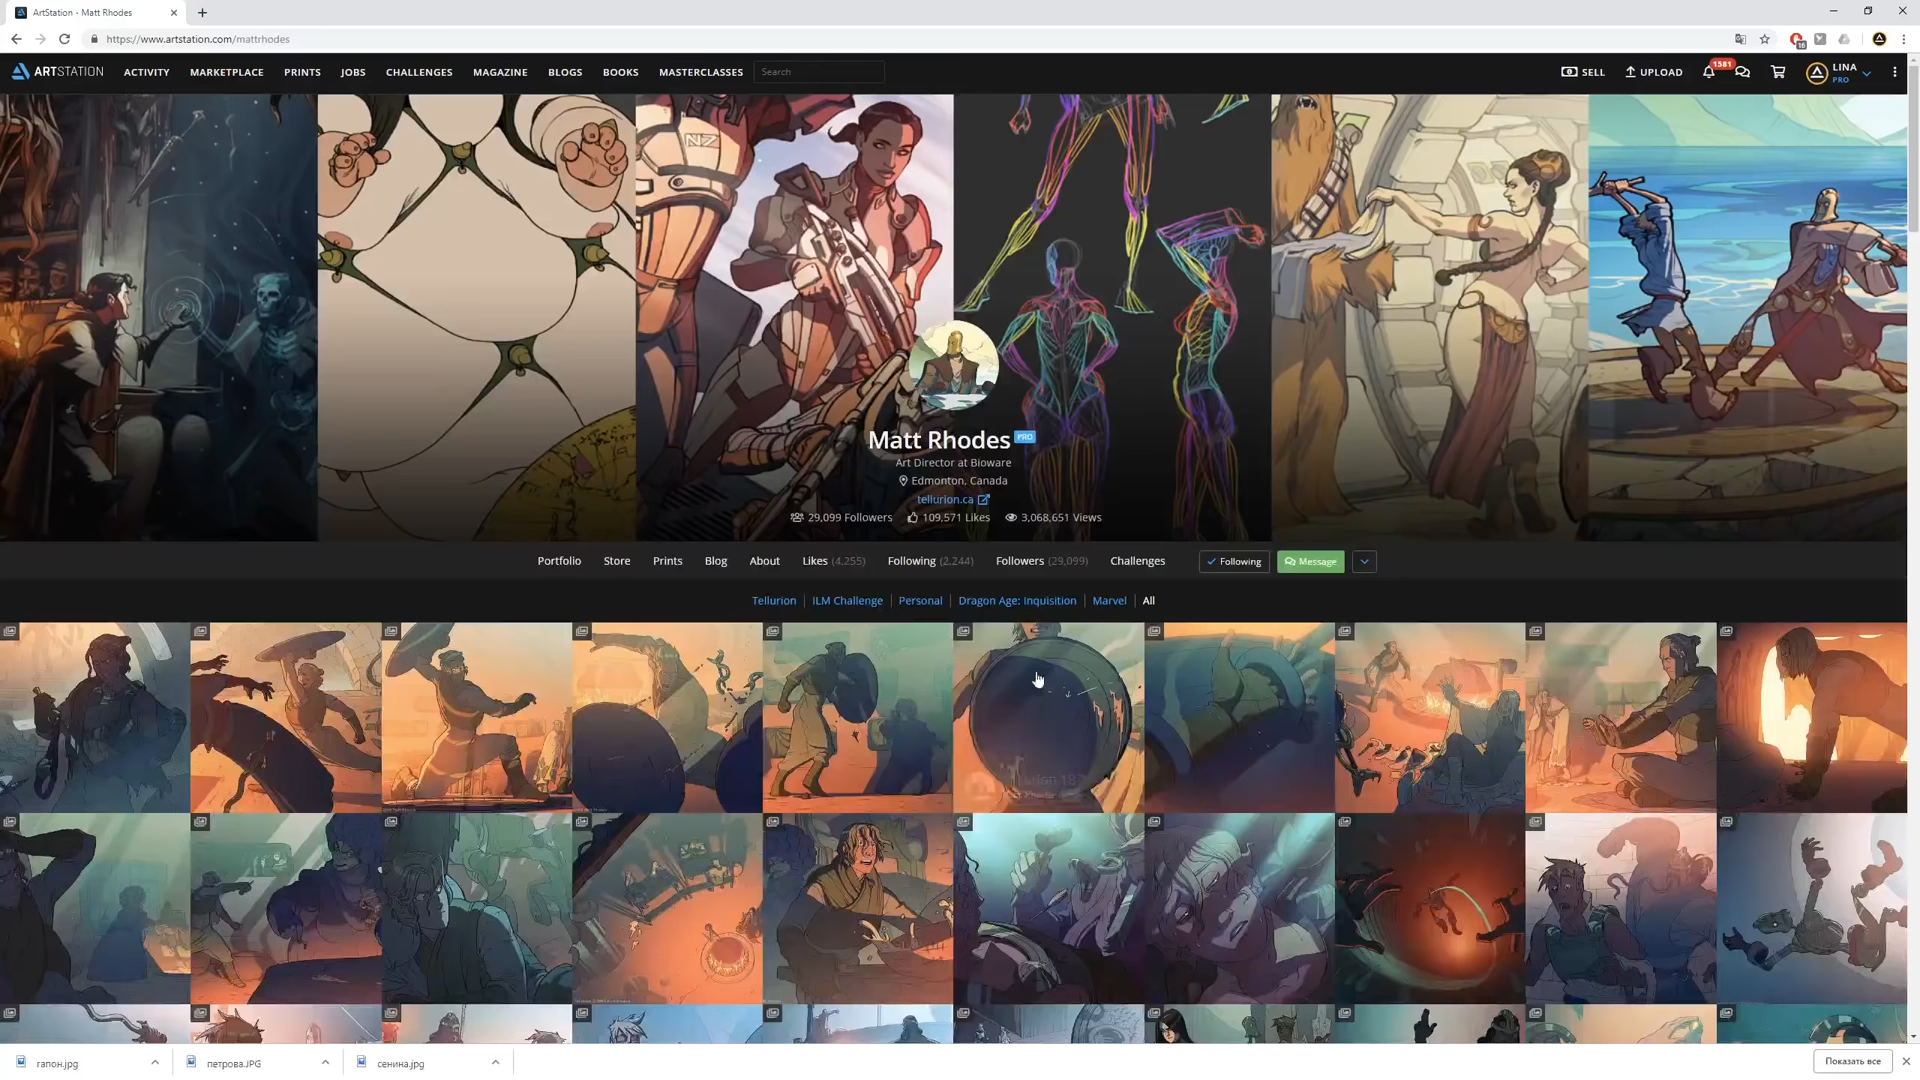 ArtStation - Matt Rhodes
https://www.artstation.com/mattrhodes
16
ARTSTATION ACTIVITY MARKETPLACE PRINTS JOBS CHALLENGES MAGAZINE BLOGS BOOKS MASTERCLASSES Search SELL UPLOAD 1581 LINA
PRO
N7
Matt Rhodes PRO
Art Director at Bioware
Edmonton, Canada
tellurion.ca
29,099 Followers 109,571 Likes 3,068,651 Views
Portfolio Store Prints Blog About Likes (4,255) Following (2,244) Followers (29,099) Challenges Following Message
Tellurion | ILM Challenge | Personal | Dragon Age: Inquisition | Marvel | All
гапон.jpg петрова.JPG сенина.jpg Показать все